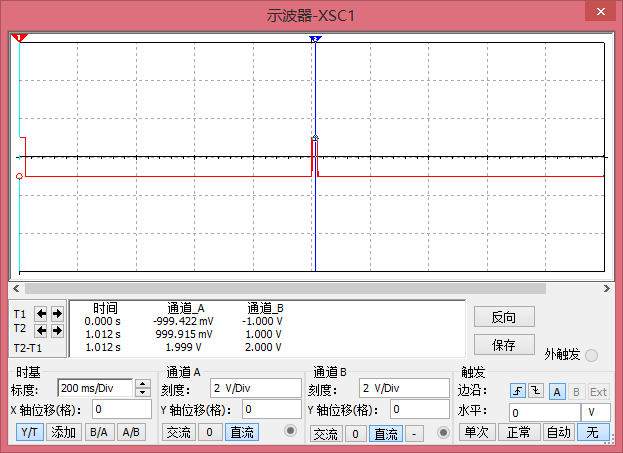 示波器-XSC1
1
2
时间 通道_A 通道_B
T1 0.000 s -999.422 mV -1.000 V
T2 1.012 s 999.915 mV 1.000 V
T2-T1 1.012 s 1.999 V 2.000 V
反向
保存
外触发
时基
标度: 200 ms/Div
X 轴位移(格): 0
Y/T 添加 B/A A/B
通道 A
刻度: 2 V/Div
Y 轴位移(格): 0
交流 0 直流
通道 B
刻度: 2 V/Div
Y 轴位移(格): 0
交流 0 直流 -
触发
边沿: A B Ext
水平: 0 V
单次 正常 自动 无